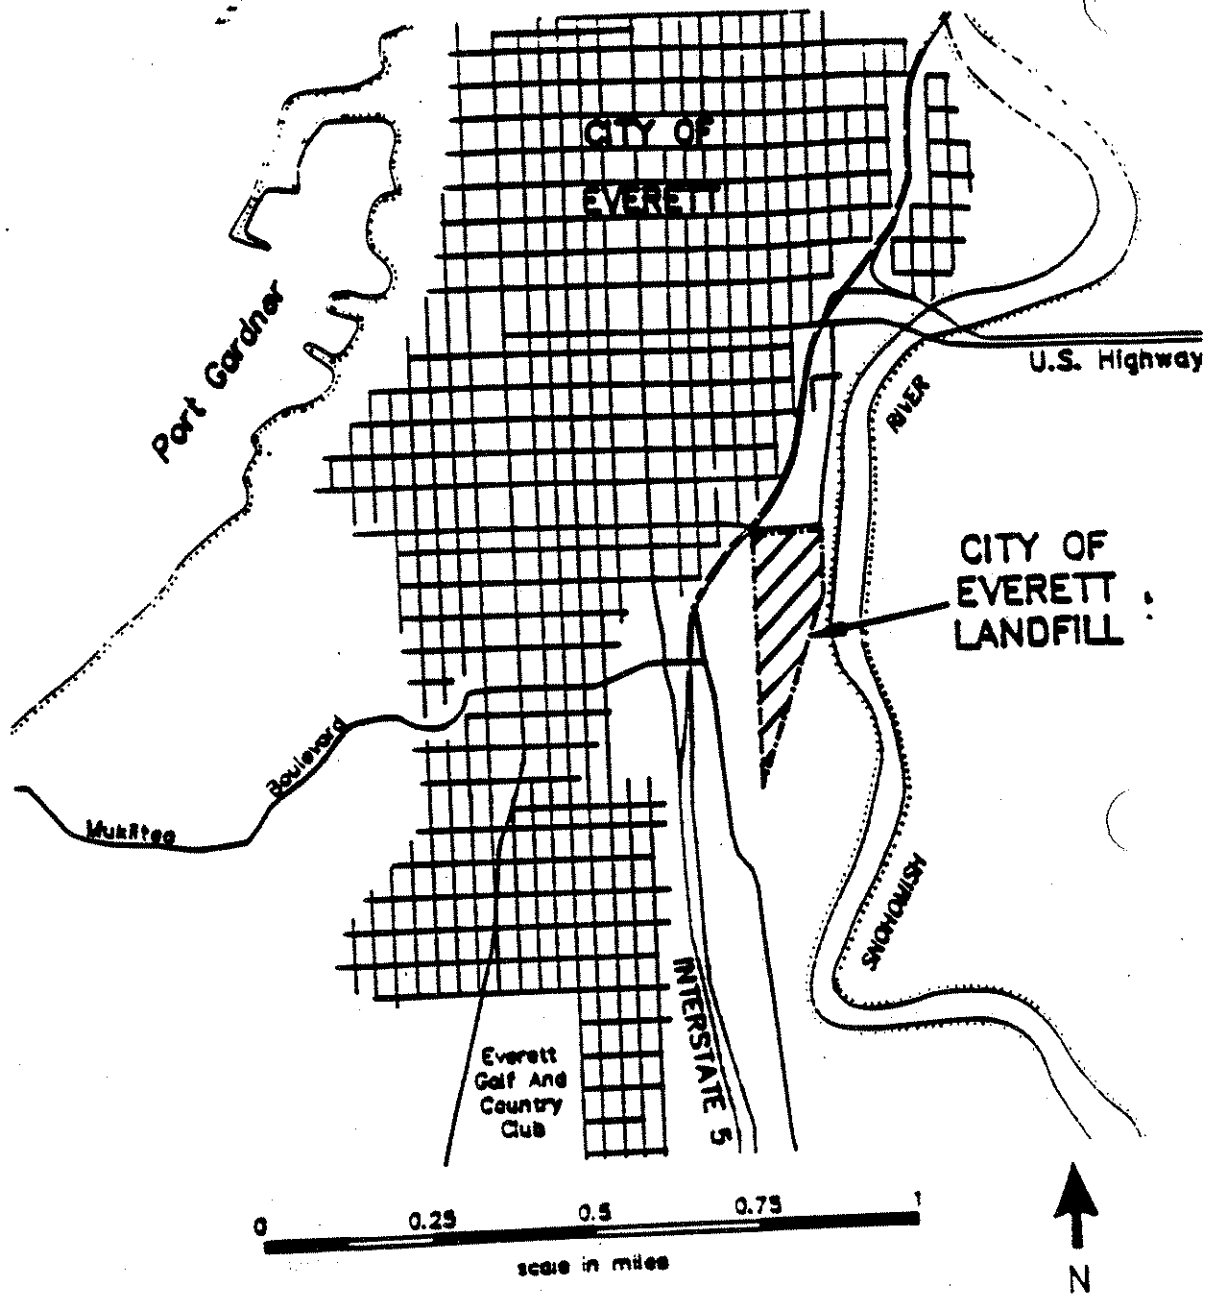 CITY OF
EVERETT
Port Gardner
U.S. Highway
RIVER
CITY OF
EVERETT
LANDFILL
Boulevard
Mukilteo
SNOHOMISH
INTERSTATE 5
Everett
Golf And
Country
Club
0 0.25 0.5 0.75 1
scale in miles
N